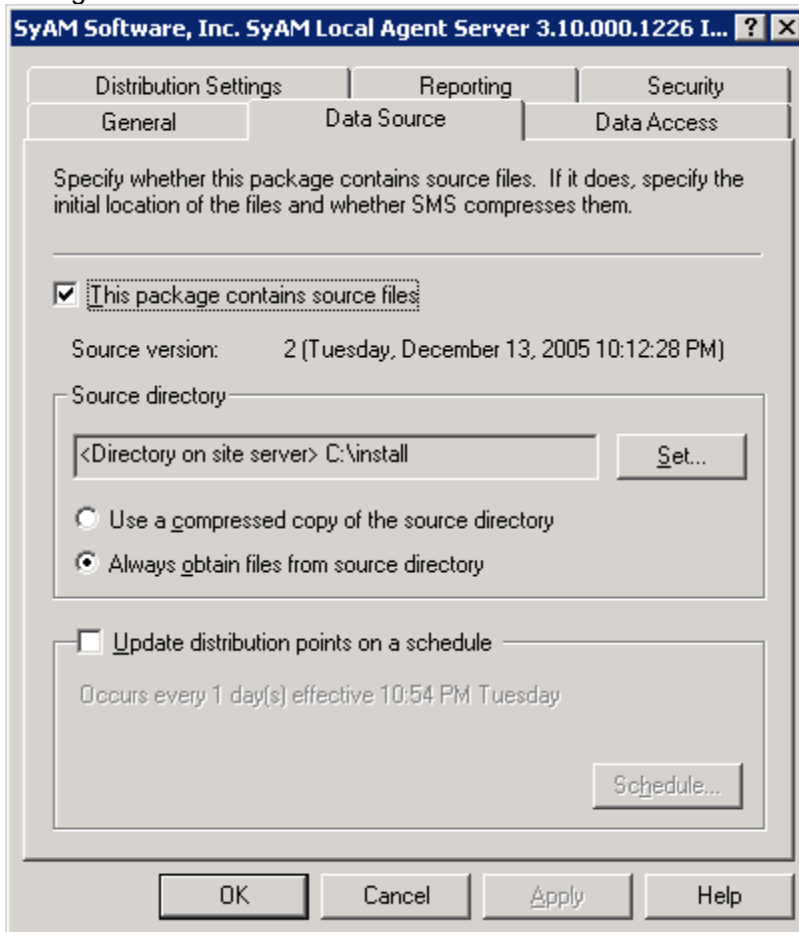 SyAM Software, Inc. SyAM Local Agent Server 3.10.000.1226 I...
Distribution Settings Reporting Security
General Data Source Data Access
Specify whether this package contains source files. If it does, specify the
initial location of the files and whether SMS compresses them.
This package contains source files
Source version: 2 (Tuesday, December 13, 2005 10:12:28 PM)
Source directory
<Directory on site server> C:\install
Set...
Use a compressed copy of the source directory
Always obtain files from source directory
Update distribution points on a schedule
Occurs every 1 day(s) effective 10:54 PM Tuesday
Schedule...
OK Cancel Apply Help